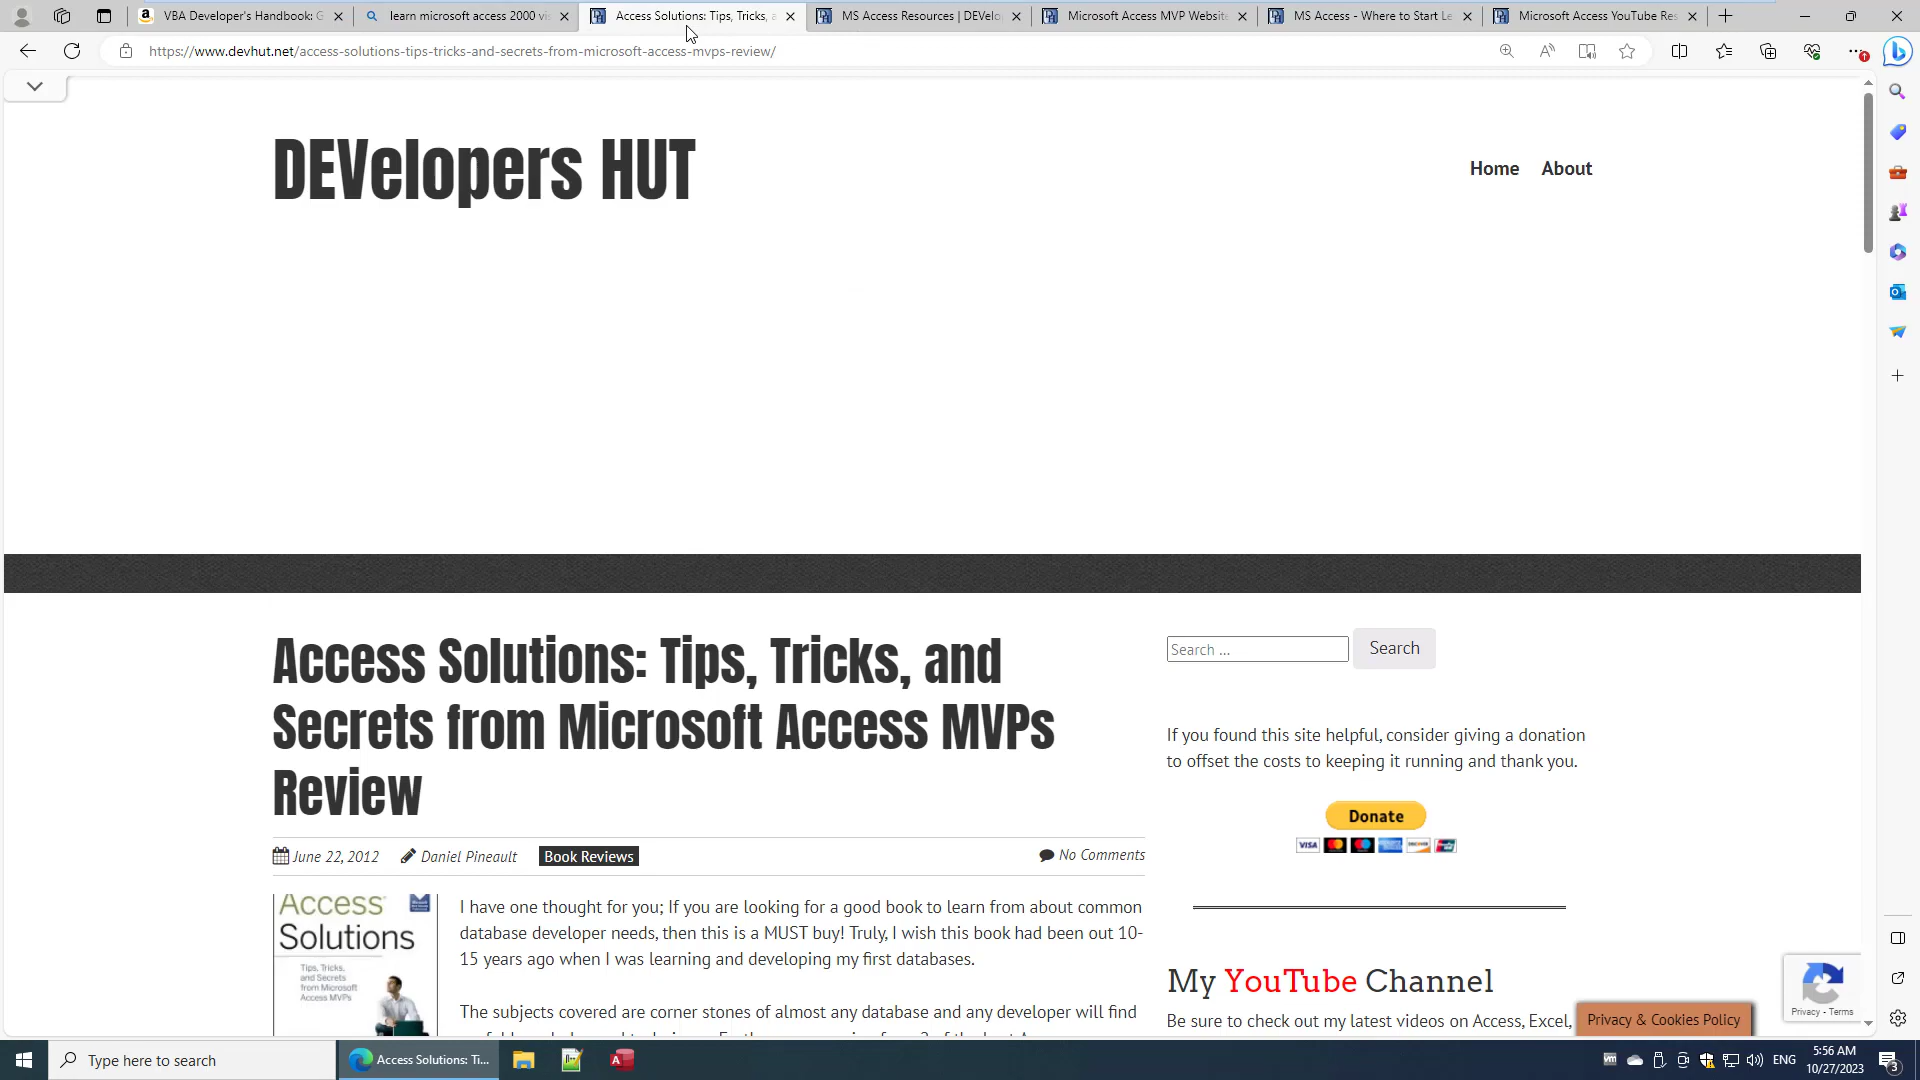 VBA Developer's Handbook: G
learn microsoft access 2000 vi
Access Solutions: Tips, Tricks, a
MS Access Resources | DEVelo
Microsoft Access MVP Website
MS Access - Where to Start Le
Microsoft Access YouTube Res
https://www.devhut.net/access-solutions-tips-tricks-and-secrets-from-microsoft-access-mvps-review/
DEVelopers HUT
Home About
Access Solutions: Tips, Tricks, and
Secrets from Microsoft Access MVPs
Review
June 22, 2012 Daniel Pineault Book Reviews No Comments
Access
Solutions
Tips, Tricks,
and Secrets
from Microsoft
Access MVPs
I have one thought for you; If you are looking for a good book to learn from about common
database developer needs, then this is a MUST buy! Truly, I wish this book had been out 10-
15 years ago when I was learning and developing my first databases.
The subjects covered are corner stones of almost any database and any developer will find
Search ... Search
If you found this site helpful, consider giving a donation
to offset the costs to keeping it running and thank you.
Donate
VISA
My YouTube Channel
Be sure to check out my latest videos on Access, Excel,
Privacy - Terms
Privacy & Cookies Policy
Type here to search
Access Solutions: Ti...
ENG
5:56 AM
10/27/2023
3